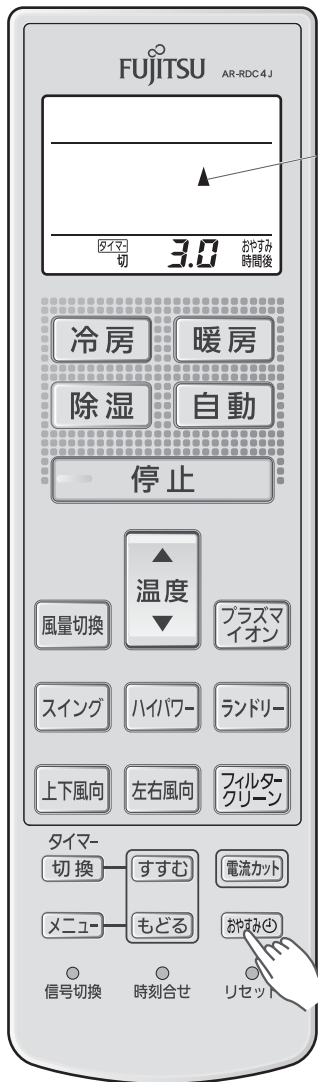 FUJITSU AR-RDC4J
タイマー 切 3.0 おやすみ 時間後
冷房 暖房
除湿 自動
停止
▲
温度
▼
風量切換 プラズマ イオン
スイング ハイパワー ランドリー
上下風向 左右風向 フィルター クリーン
タイマー
切換 すすむ 電流カット
メニュー もどる おやすみ
信号切換 時刻合せ リセット